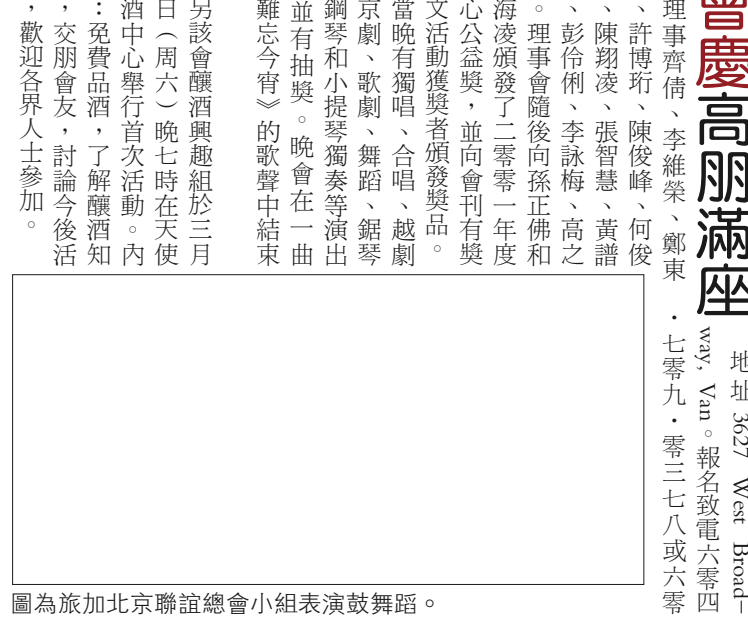 會慶高朋滿座
理事齊倩、李維榮、鄭東
、許博珩、陳俊峰、何俊
、陳翔凌、張智慧、黃譜
、彭伶俐、李詠梅、高之
。理事會隨後向孫正佛和
海凌頒發了二零零一年度
心公益獎，並向會刊有獎
文活動獲獎者頒發獎品。
當晚有獨唱、合唱、越劇
京劇、歌劇、舞蹈、鋸琴
鋼琴和小提琴獨奏等演出
並有抽獎。晚會在一曲
難忘今宵》的歌聲中結束
另該會釀酒興趣組於三月
日（周六）晚七時在天使
酒中心舉行首次活動。內
：免費品酒，了解釀酒知
，交朋會友，討論今後活
，歡迎各界人士參加。
地址 3627 West Broad-
way, Van。報名致電六零四
·七零九·零三七八或六零
圖為旅加北京聯誼總會小組表演鼓舞蹈。